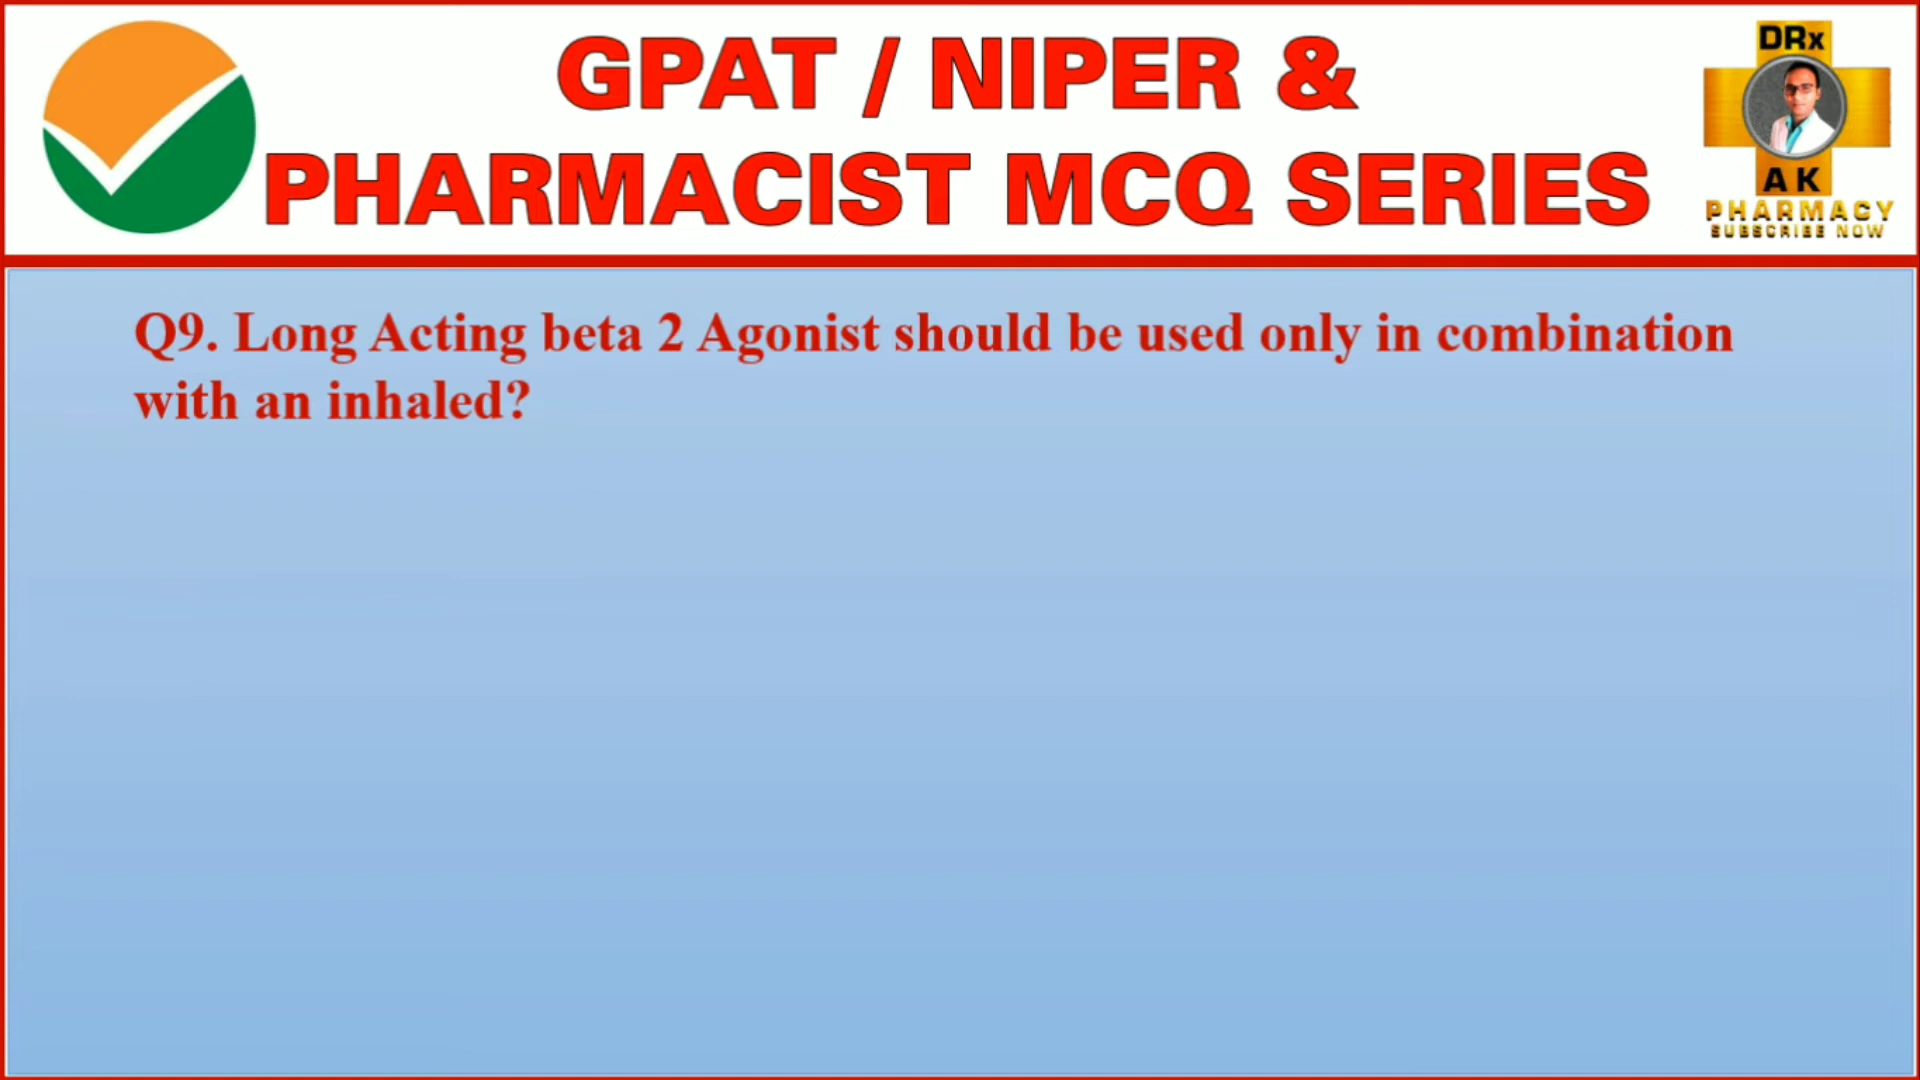 GPAT / NIPER &
PHARMACIST MCQ SERIES
DRx
AK
PHARMACY
SUBSCRIBE NOW
Q9. Long Acting beta 2 Agonist should be used only in combination
with an inhaled?